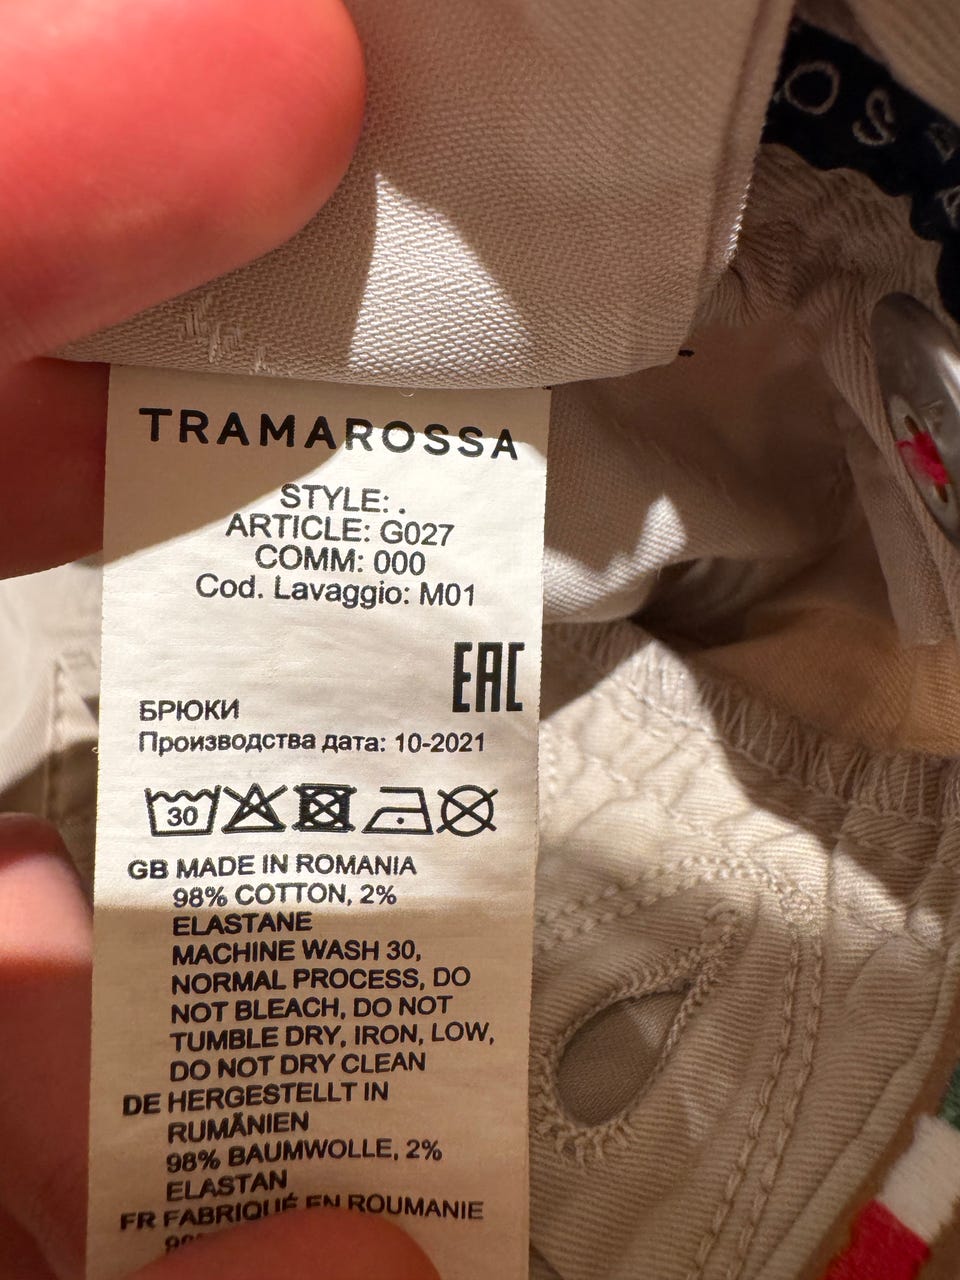 TRAMAROSSA
STYLE: .
ARTICLE: G027
COMM: 000
Cod. Lavaggio: M01
EAC
БРЮКИ
Производства дата: 10-2021
30
GB MADE IN ROMANIA
98% COTTON, 2%
ELASTANE
MACHINE WASH 30,
NORMAL PROCESS, DO
NOT BLEACH, DO NOT
TUMBLE DRY, IRON, LOW,
DO NOT DRY CLEAN
DE HERGESTELLT IN
RUMÄNIEN
98% BAUMWOLLE, 2%
ELASTAN
FR FABRIQUÉ EN ROUMANIE